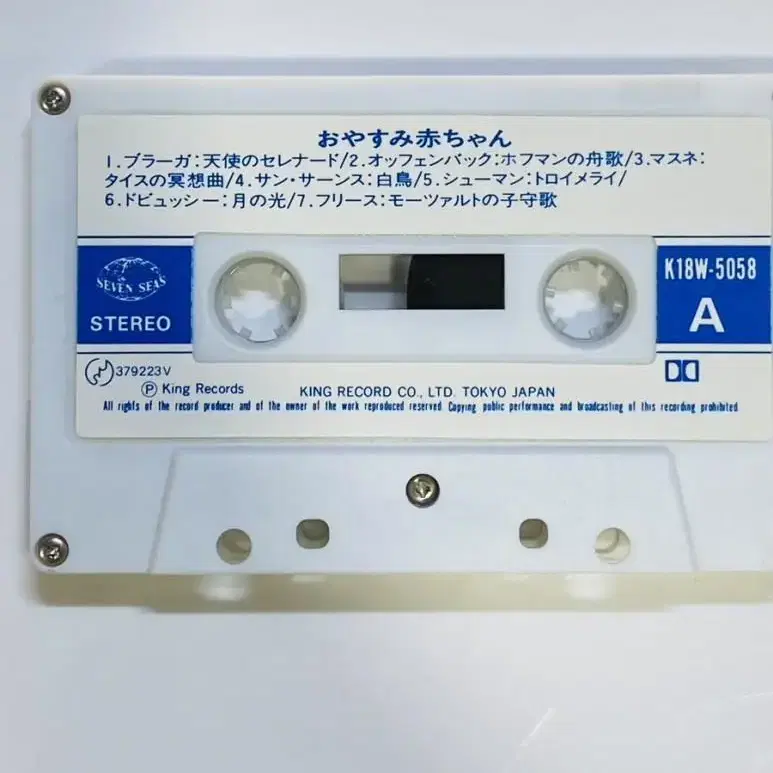 おやすみ赤ちゃん
1.ブラーガ:天使のセレナード/2.オッフェンバック:ホフマンの舟歌/3.マスネ:
タイスの冥想曲/4.サン・サーンス:白鳥/5.シューマン:トロイメライ/
6.ドビュッシー:月の光/7.フリース:モーツァルトの子守歌
SEVEN SEAS
STEREO
K18W-5058
A
379223V
Ⓟ King Records
KING RECORD CO., LTD. TOKYO JAPAN
All rights of the record producer and of the owner of the work reproduced reserved. Copying public performance and broadcasting of this recording prohibited.